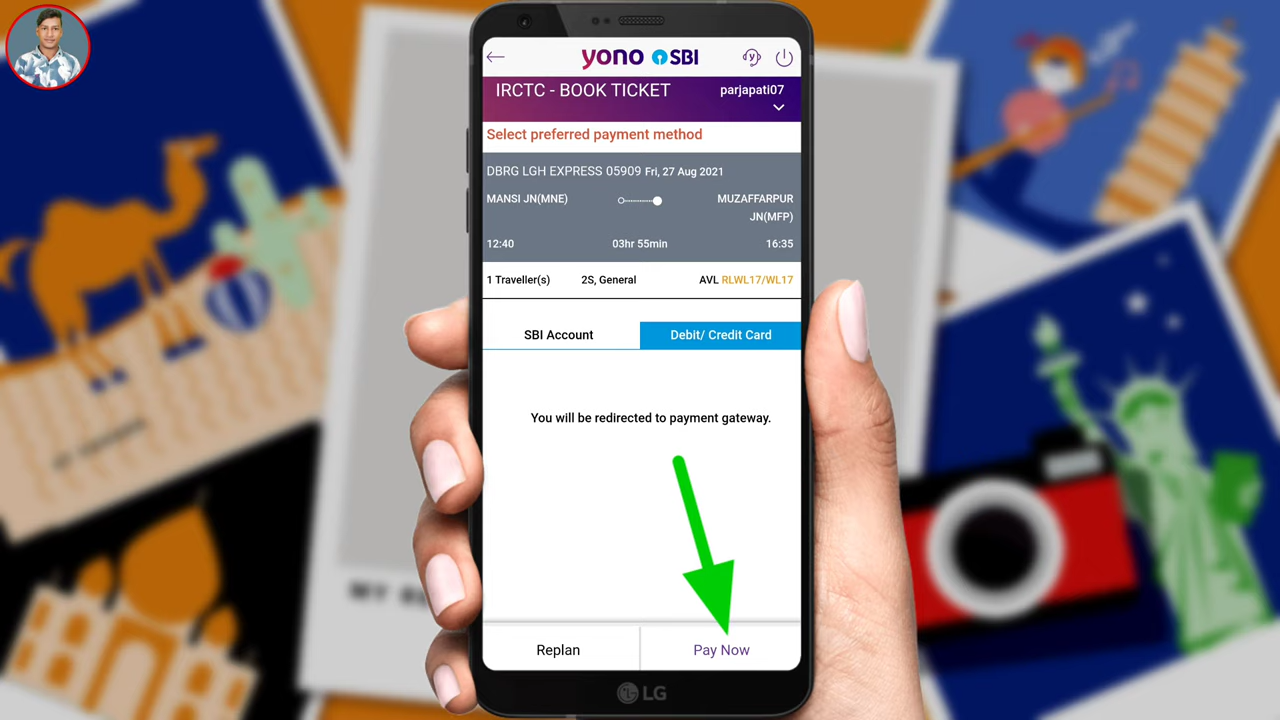 yono SBI
IRCTC - BOOK TICKET
parjapati07
Select preferred payment method
DBRG LGH EXPRESS 05909 Fri, 27 Aug 2021
MANSI JN(MNE)
MUZAFFARPUR
JN(MFP)
12:40
03hr 55min
16:35
1 Traveller(s)
2S, General
AVL RLWL17/WL17
SBI Account
Debit/ Credit Card
You will be redirected to payment gateway.
Replan
Pay Now
LG
MY